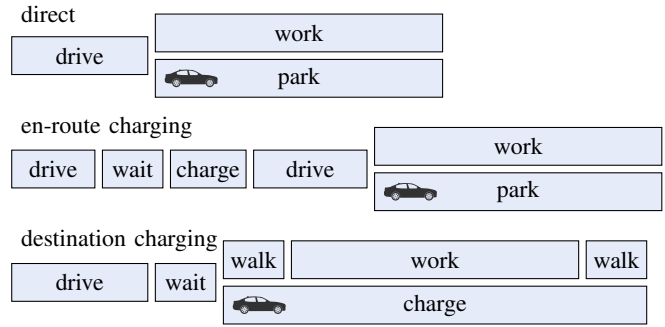 direct
drive
work
park
en-route charging
drive wait charge drive
work
park
destination charging
drive wait
walk work walk
charge